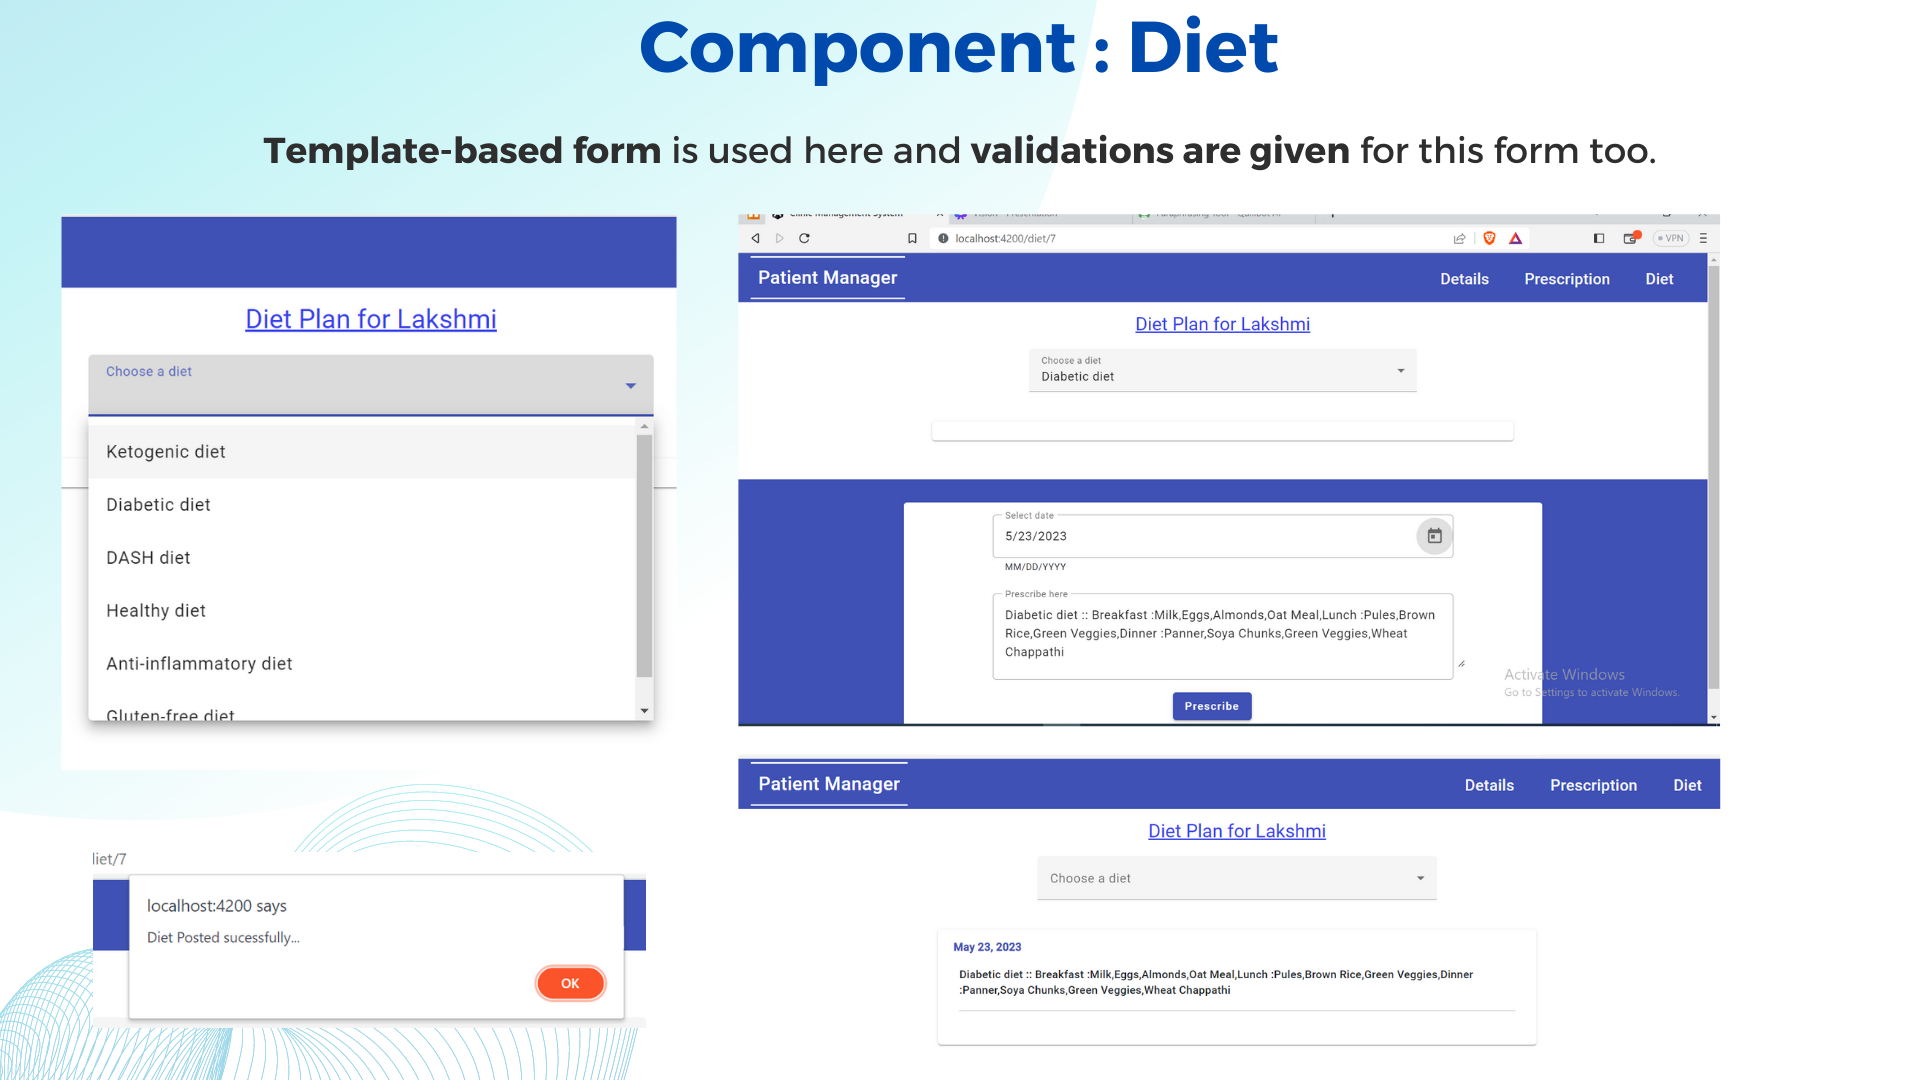 Component : Diet
Template-based form is used here and validations are given for this form too.
Diet Plan for Lakshmi
Choose a diet
Ketogenic diet
Diabetic diet
DASH diet
Healthy diet
Anti-inflammatory diet
Gluten-free diet
liet/7
localhost:4200 says
Diet Posted sucessfully...
OK
Clinic Management System
localhost:4200/diet/7
VPN
Patient Manager
Details
Prescription
Diet
Diet Plan for Lakshmi
Choose a diet
Diabetic diet
Select date
5/23/2023
MM/DD/YYYY
Prescribe here
Diabetic diet :: Breakfast :Milk,Eggs,Almonds,Oat Meal,Lunch :Pules,Brown
Rice,Green Veggies,Dinner :Panner,Soya Chunks,Green Veggies,Wheat
Chappathi
Prescribe
Activate Windows
Go to Settings to activate Windows.
Patient Manager
Details
Prescription
Diet
Diet Plan for Lakshmi
Choose a diet
May 23, 2023
Diabetic diet :: Breakfast :Milk,Eggs,Almonds,Oat Meal,Lunch :Pules,Brown Rice,Green Veggies,Dinner
:Panner,Soya Chunks,Green Veggies,Wheat Chappathi